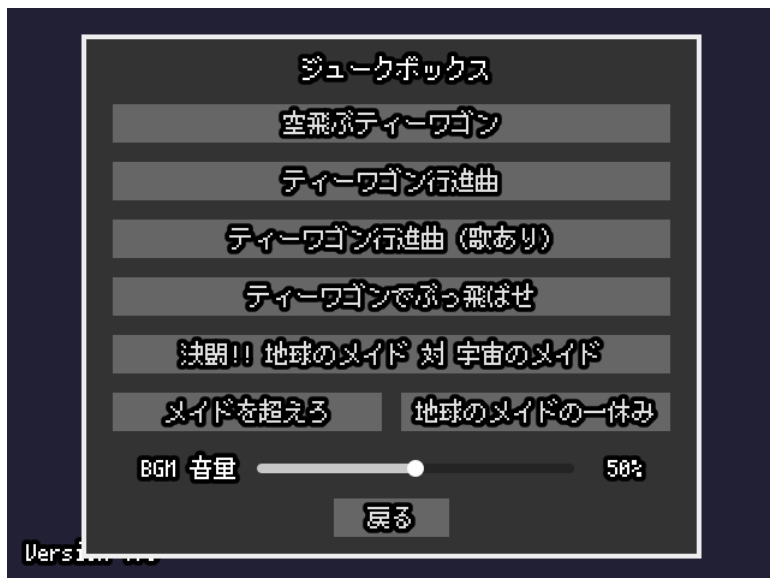 ジュークボックス
空飛ぶティーワゴン
ティーワゴン行進曲
ティーワゴン行進曲（歌あり）
ティーワゴンでぶっ飛ばせ
決闘!! 地球のメイド 対 宇宙のメイド
メイドを超えろ 地球のメイドの一休み
BGM 音量 50%
戻る